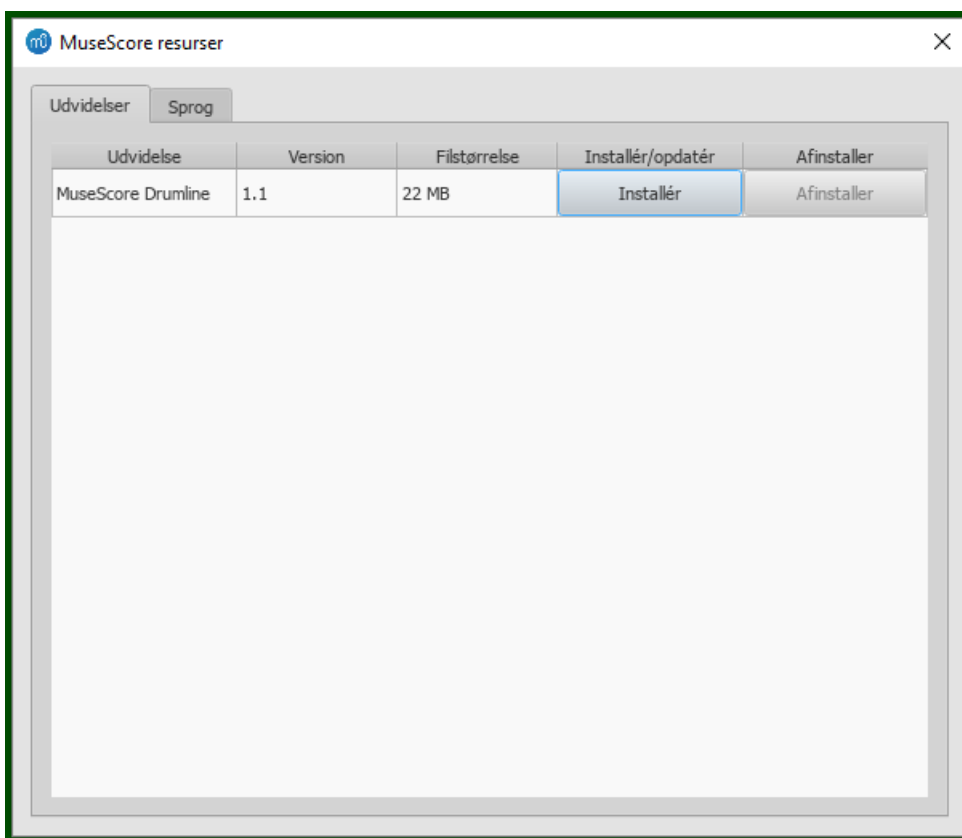 MuseScore resurser
Udvidelser Sprog
Udvidelse Version Filstørrelse Installér/opdatér Afinstaller
MuseScore Drumline 1.1 22 MB Installér Afinstaller